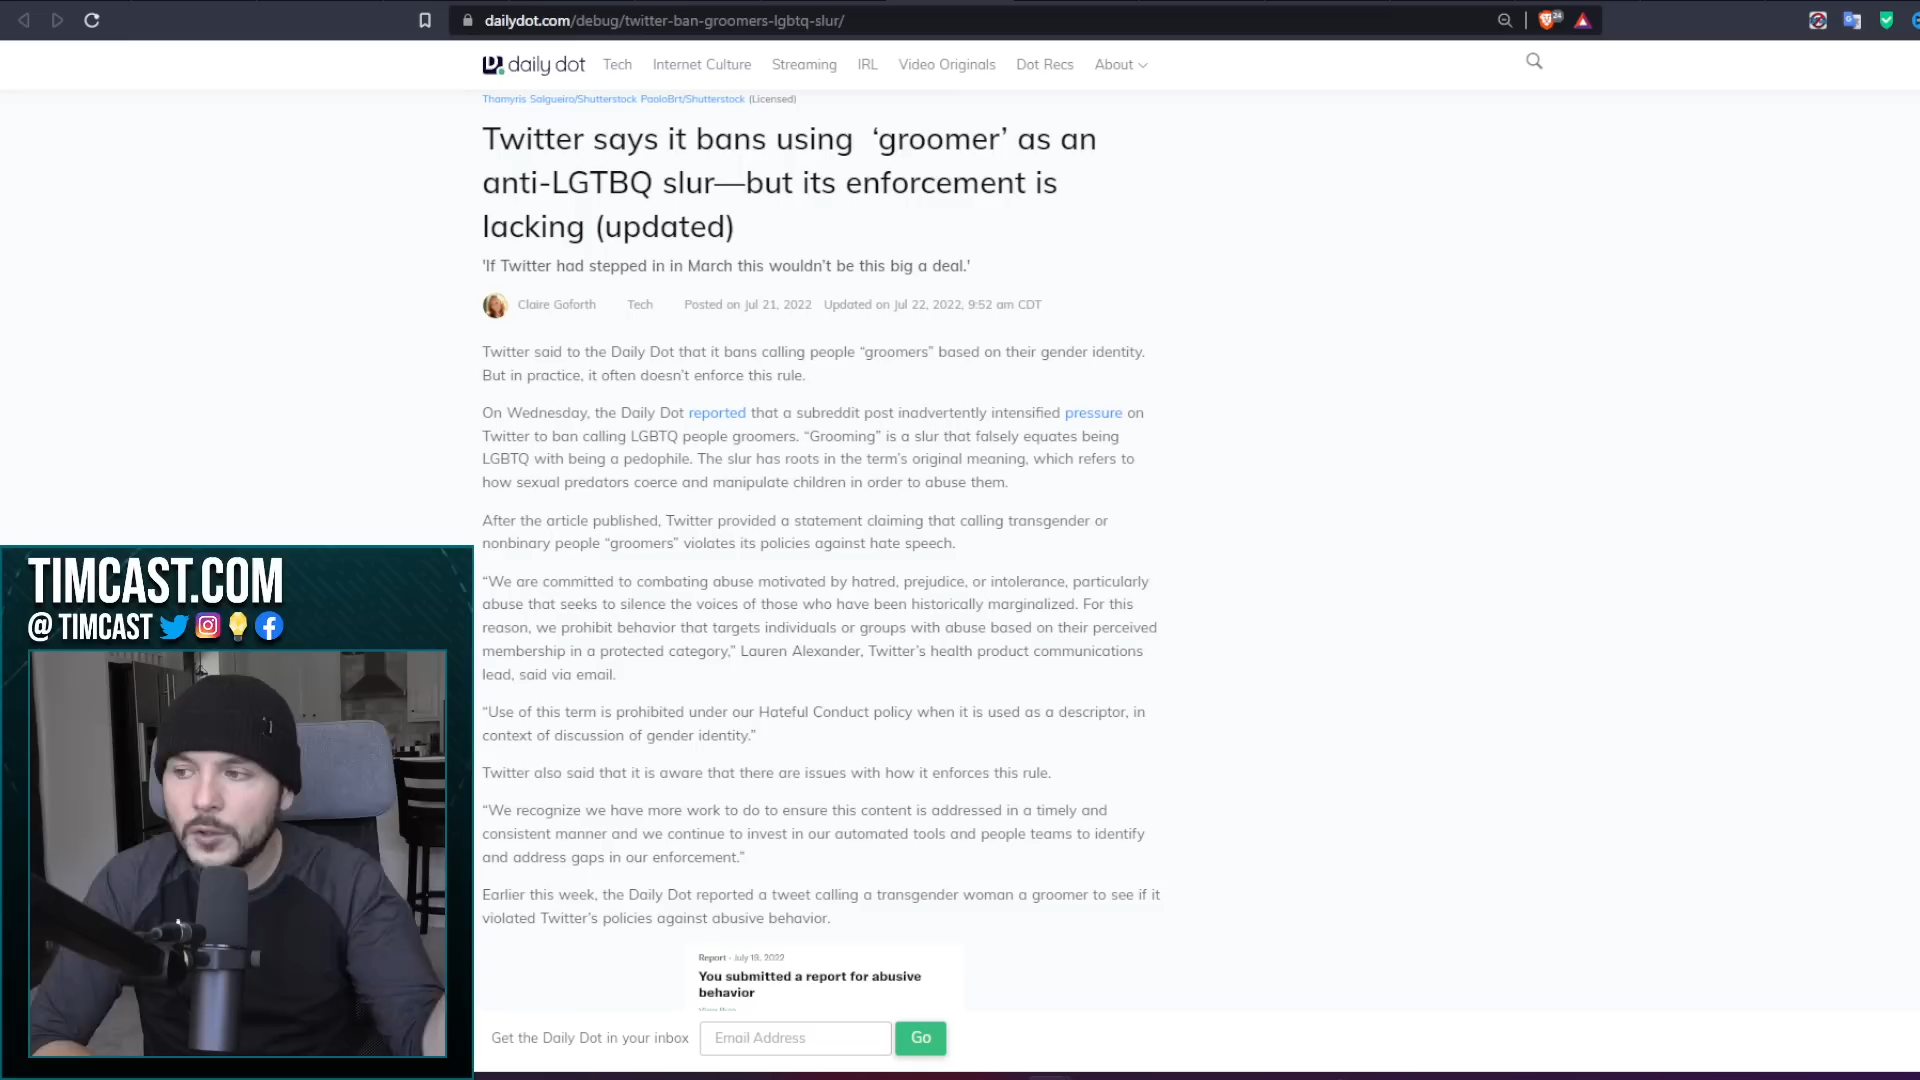 dailydot.com/debug/twitter-ban-groomers-lgbtq-slur/
24
daily dot Tech Internet Culture Streaming IRL Video Originals Dot Recs About
Thamyris Salgueiro/Shutterstock PaoloBrt/Shutterstock (Licensed)
Twitter says it bans using ‘groomer’ as an
anti-LGTBQ slur—but its enforcement is
lacking (updated)
'If Twitter had stepped in in March this wouldn’t be this big a deal.'
Claire Goforth Tech Posted on Jul 21, 2022 Updated on Jul 22, 2022, 9:52 am CDT
Twitter said to the Daily Dot that it bans calling people “groomers” based on their gender identity.
But in practice, it often doesn’t enforce this rule.
On Wednesday, the Daily Dot reported that a subreddit post inadvertently intensified pressure on
Twitter to ban calling LGBTQ people groomers. “Grooming” is a slur that falsely equates being
LGBTQ with being a pedophile. The slur has roots in the term’s original meaning, which refers to
how sexual predators coerce and manipulate children in order to abuse them.
After the article published, Twitter provided a statement claiming that calling transgender or
nonbinary people “groomers” violates its policies against hate speech.
“We are committed to combating abuse motivated by hatred, prejudice, or intolerance, particularly
abuse that seeks to silence the voices of those who have been historically marginalized. For this
reason, we prohibit behavior that targets individuals or groups with abuse based on their perceived
membership in a protected category,” Lauren Alexander, Twitter’s health product communications
lead, said via email.
“Use of this term is prohibited under our Hateful Conduct policy when it is used as a descriptor, in
context of discussion of gender identity.”
Twitter also said that it is aware that there are issues with how it enforces this rule.
“We recognize we have more work to do to ensure this content is addressed in a timely and
consistent manner and we continue to invest in our automated tools and people teams to identify
and address gaps in our enforcement.”
Earlier this week, the Daily Dot reported a tweet calling a transgender woman a groomer to see if it
violated Twitter’s policies against abusive behavior.
Report - July 19, 2022
You submitted a report for abusive
behavior
Get the Daily Dot in your inbox Email Address Go
TIMCAST.COM
@ TIMCAST